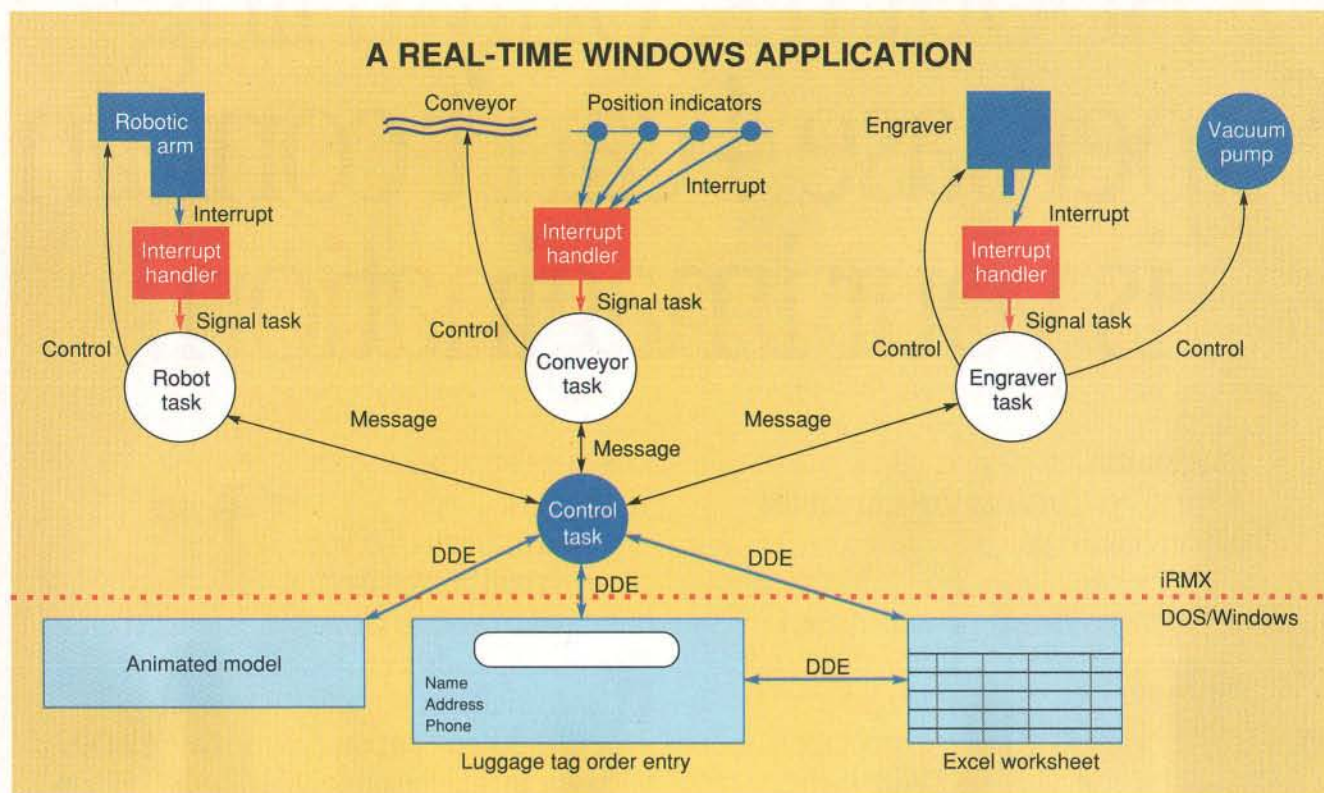 A REAL-TIME WINDOWS APPLICATION
Robotic
arm
Conveyor
Position indicators
Engraver
Vacuum
pump
Interrupt
Interrupt
Interrupt
Interrupt
handler
Interrupt
handler
Interrupt
handler
Signal task
Signal task
Signal task
Control
Control
Control
Control
Robot
task
Conveyor
task
Engraver
task
Message
Message
Message
Control
task
DDE
DDE
DDE
iRMX
DOS/Windows
Animated model
Name
Address
Phone
DDE
Luggage tag order entry
Excel worksheet